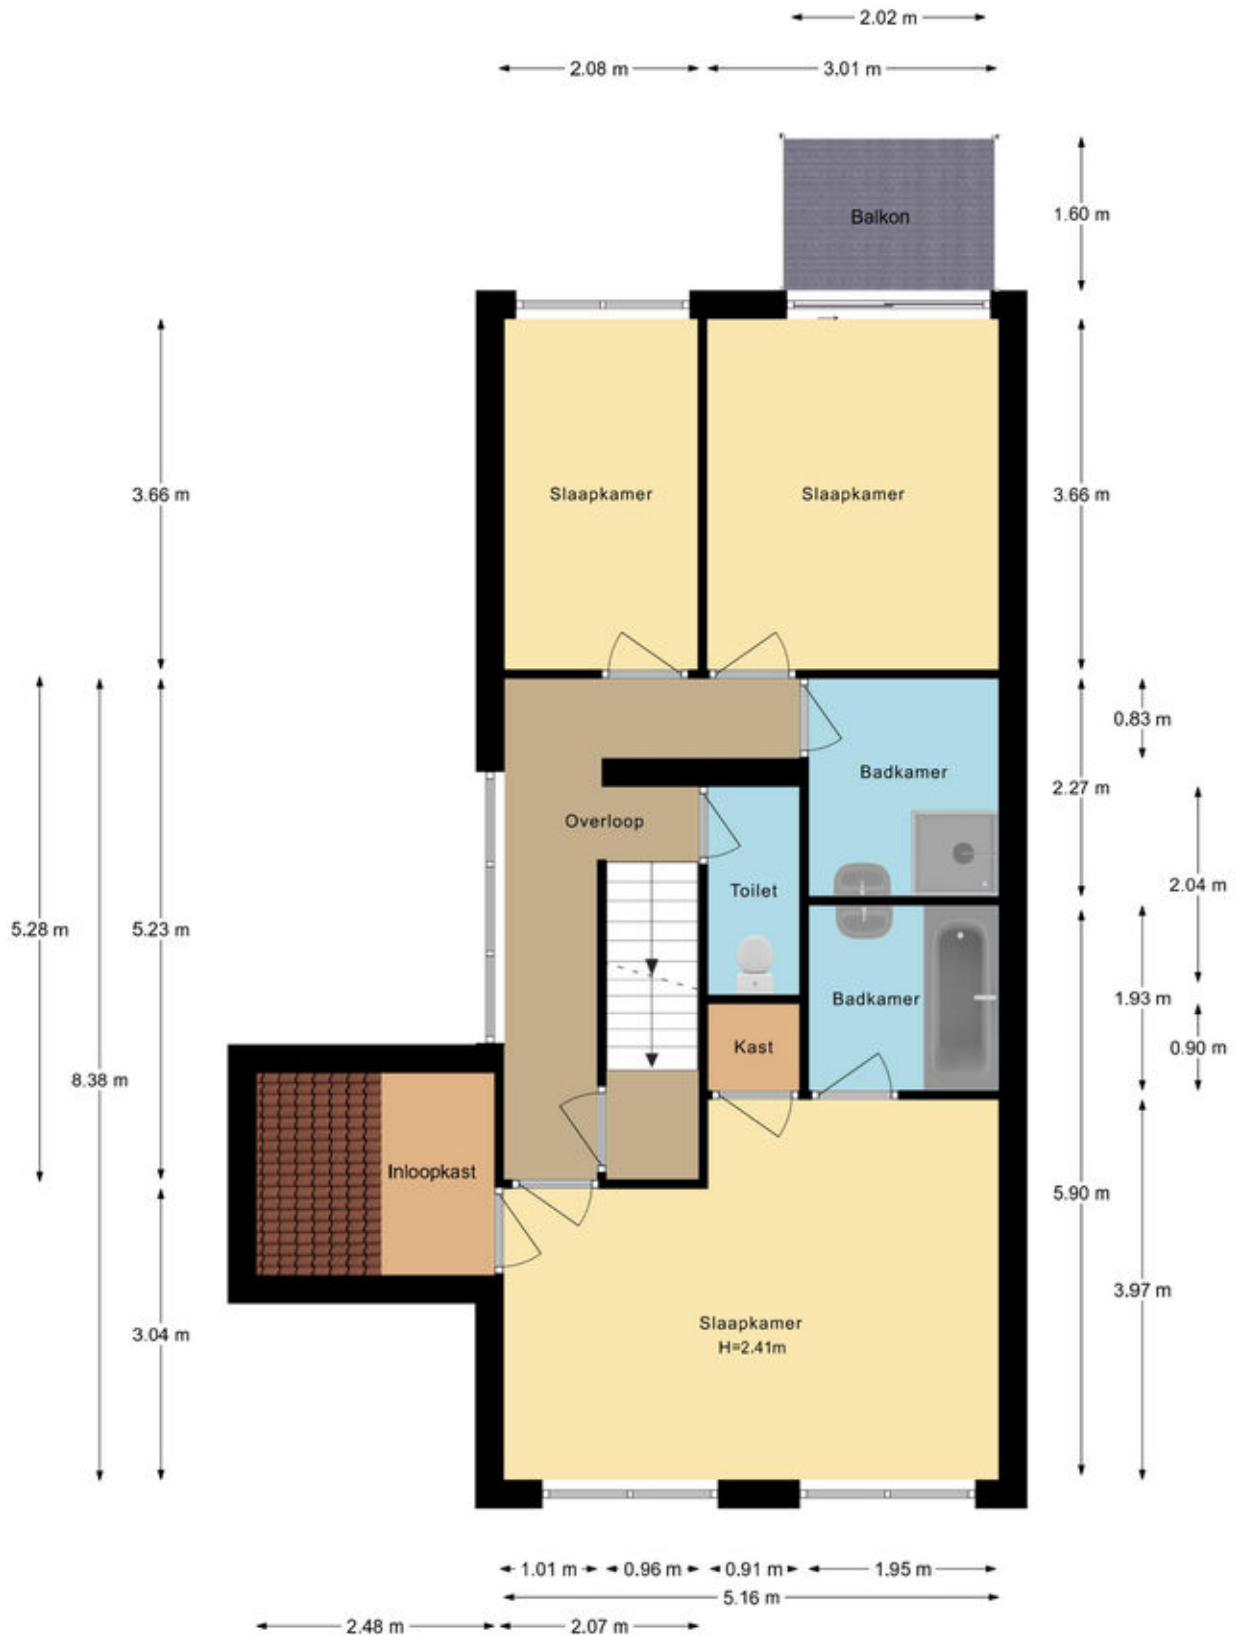 2.02 m
2.08 m
3.01 m
Balkon
1.60 m
3.66 m
Slaapkamer
Slaapkamer
3.66 m
0.83 m
Badkamer
2.27 m
Overloop
Toilet
2.04 m
5.28 m
5.23 m
Badkamer
1.93 m
Kast
0.90 m
8.38 m
Inloopkast
5.90 m
3.97 m
Slaapkamer
H=2.41m
3.04 m
1.01 m
0.96 m
0.91 m
1.95 m
5.16 m
2.48 m
2.07 m